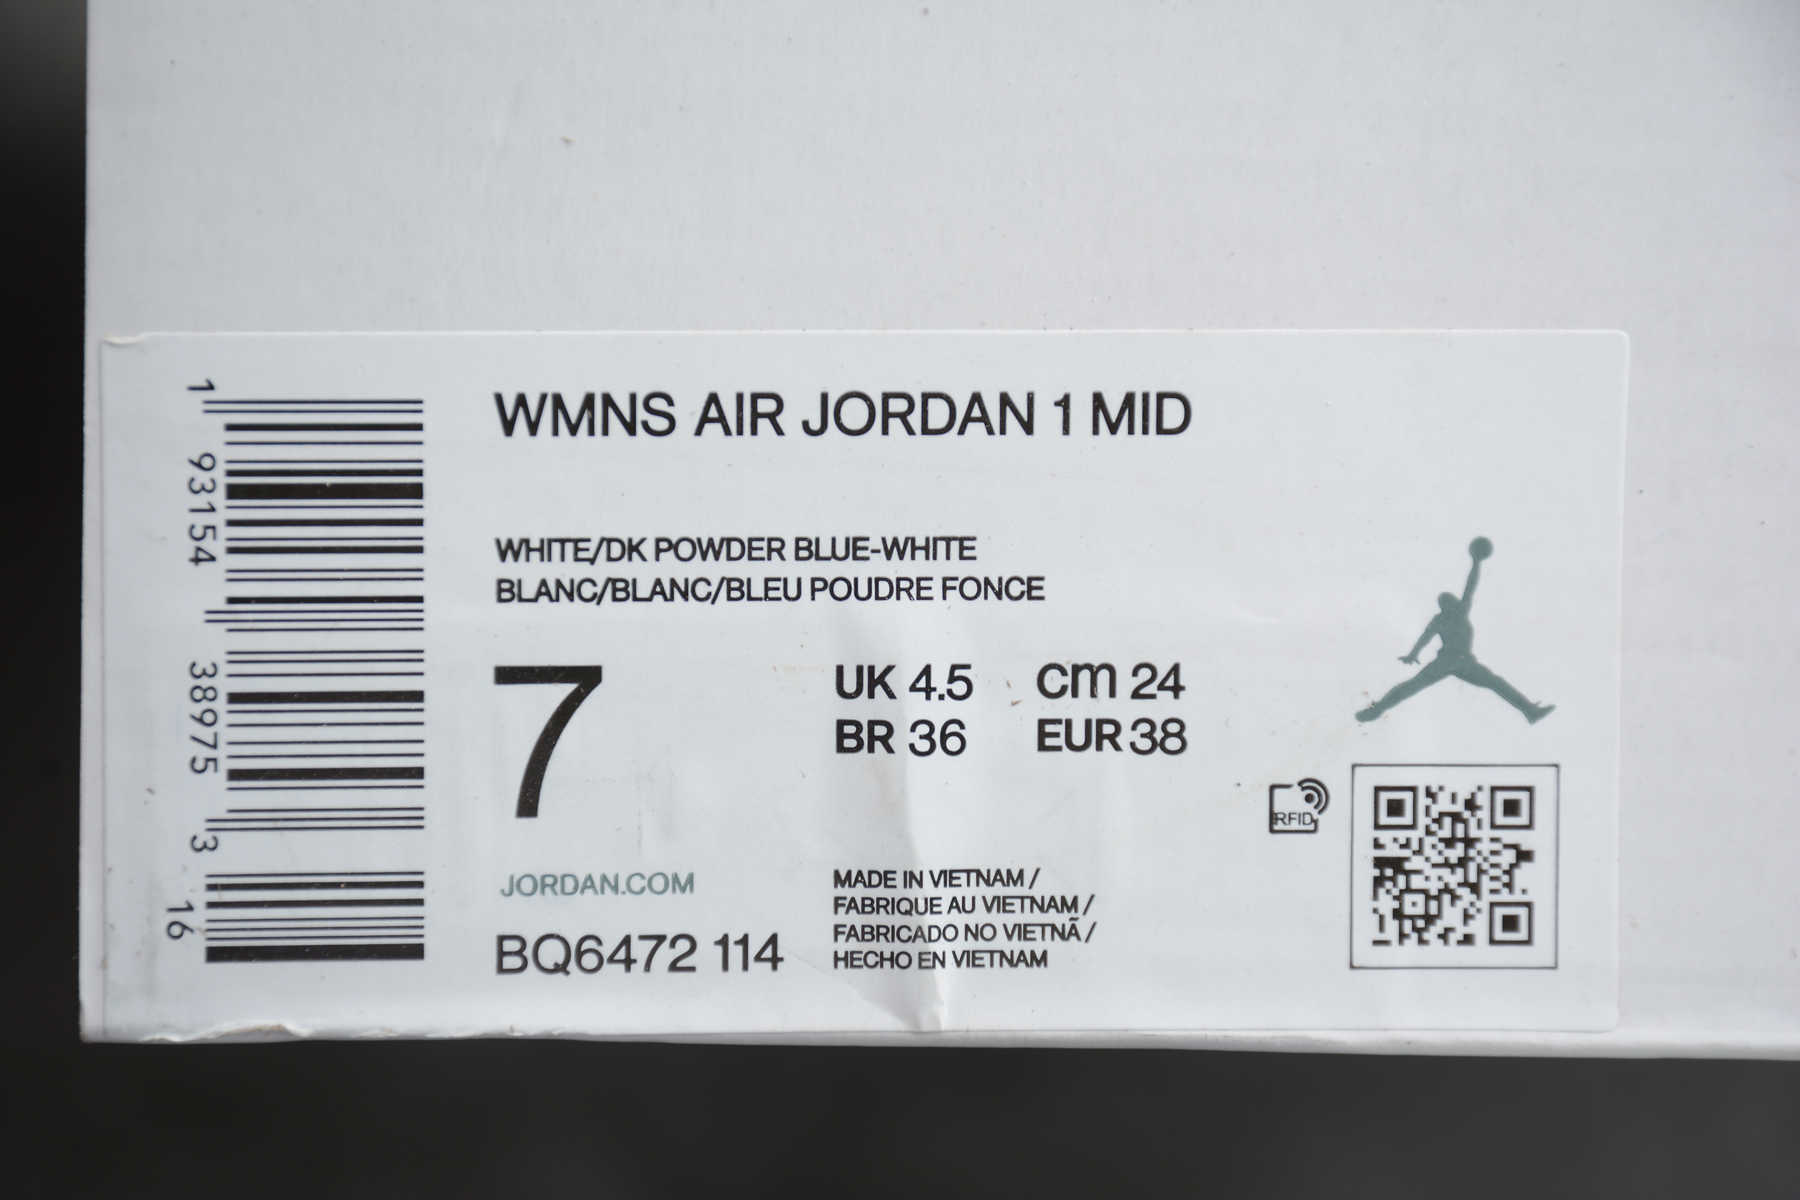 WMNS AIR JORDAN 1 MID
WHITE/DK POWDER BLUE-WHITE
BLANC/BLANC/BLEU POUDRE FONCE
7
UK 4.5 cm 24
BR 36 EUR 38
JORDAN.COM
BQ6472 114
MADE IN VIETNAM /
FABRIQUE AU VIETNAM /
FABRICADO NO VIETNÃ /
HECHO EN VIETNAM
RFID
1 93154 38975 3
16